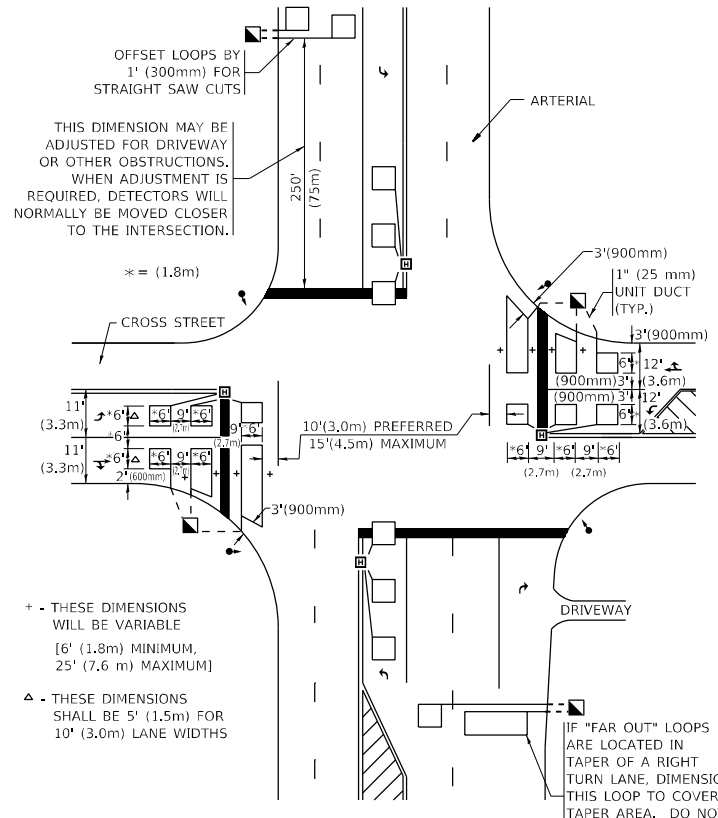 OFFSET LOOPS BY
1' (300mm) FOR
STRAIGHT SAW CUTS
ARTERIAL
THIS DIMENSION MAY BE
ADJUSTED FOR DRIVEWAY
OR OTHER OBSTRUCTIONS.
WHEN ADJUSTMENT IS
REQUIRED, DETECTORS WILL
NORMALLY BE MOVED CLOSER
TO THE INTERSECTION.
250'
(75m)
* = (1.8m)
CROSS STREET
3'(900mm)
1" (25 mm)
UNIT DUCT
(TYP.)
3'(900mm)
6'* 12'
(3.6m)
(900mm) 3'
(900mm) 3'
12'
6'*
(3.6m)
*6' 9' *6' 9' *6'
(2.7m) (2.7m)
10'(3.0m) PREFERRED
15'(4.5m) MAXIMUM
11'
(3.3m)
*6' △ *6' 9' *6'
(2.7m)
*6'
9' *6'
(2.7m)
11'
(3.3m)
*6' △ *6' 9' *6'
(2.7m)
2' (600mm)
3'(900mm)
H
H
H
H
+ - THESE DIMENSIONS
WILL BE VARIABLE
[6' (1.8m) MINIMUM,
25' (7.6 m) MAXIMUM]
△ - THESE DIMENSIONS
SHALL BE 5' (1.5m) FOR
10' (3.0m) LANE WIDTHS
DRIVEWAY
IF "FAR OUT" LOOPS
ARE LOCATED IN
TAPER OF A RIGHT
TURN LANE, DIMENSIO
THIS LOOP TO COVER
TAPER AREA. DO NO